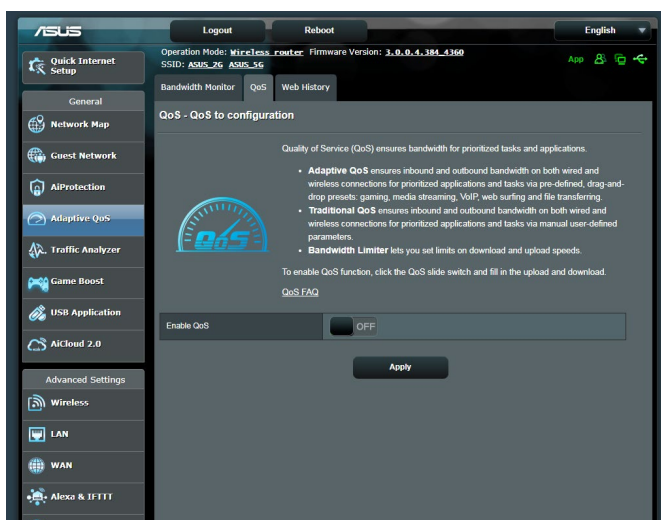 ASUS
Logout
Reboot
English
Quick Internet
Setup
Operation Mode: Wireless router Firmware Version: 3.0.0.4.384_4360
SSID: ASUS_2G ASUS_5G
App
Bandwidth Monitor
QoS
Web History
General
Network Map
Guest Network
AiProtection
Adaptive QoS
Traffic Analyzer
Game Boost
USB Application
AiCloud 2.0
Advanced Settings
Wireless
LAN
WAN
Alexa & IFTTT
QoS - QoS to configuration
Quality of Service (QoS) ensures bandwidth for prioritized tasks and applications.
• Adaptive QoS ensures inbound and outbound bandwidth on both wired and
wireless connections for prioritized applications and tasks via pre-defined, drag-and-
drop presets: gaming, media streaming, VoIP, web surfing and file transferring.
• Traditional QoS ensures inbound and outbound bandwidth on both wired and
wireless connections for prioritized applications and tasks via manual user-defined
parameters.
• Bandwidth Limiter lets you set limits on download and upload speeds.
To enable QoS function, click the QoS slide switch and fill in the upload and download.
QoS FAQ
QoS
Enable QoS
OFF
Apply